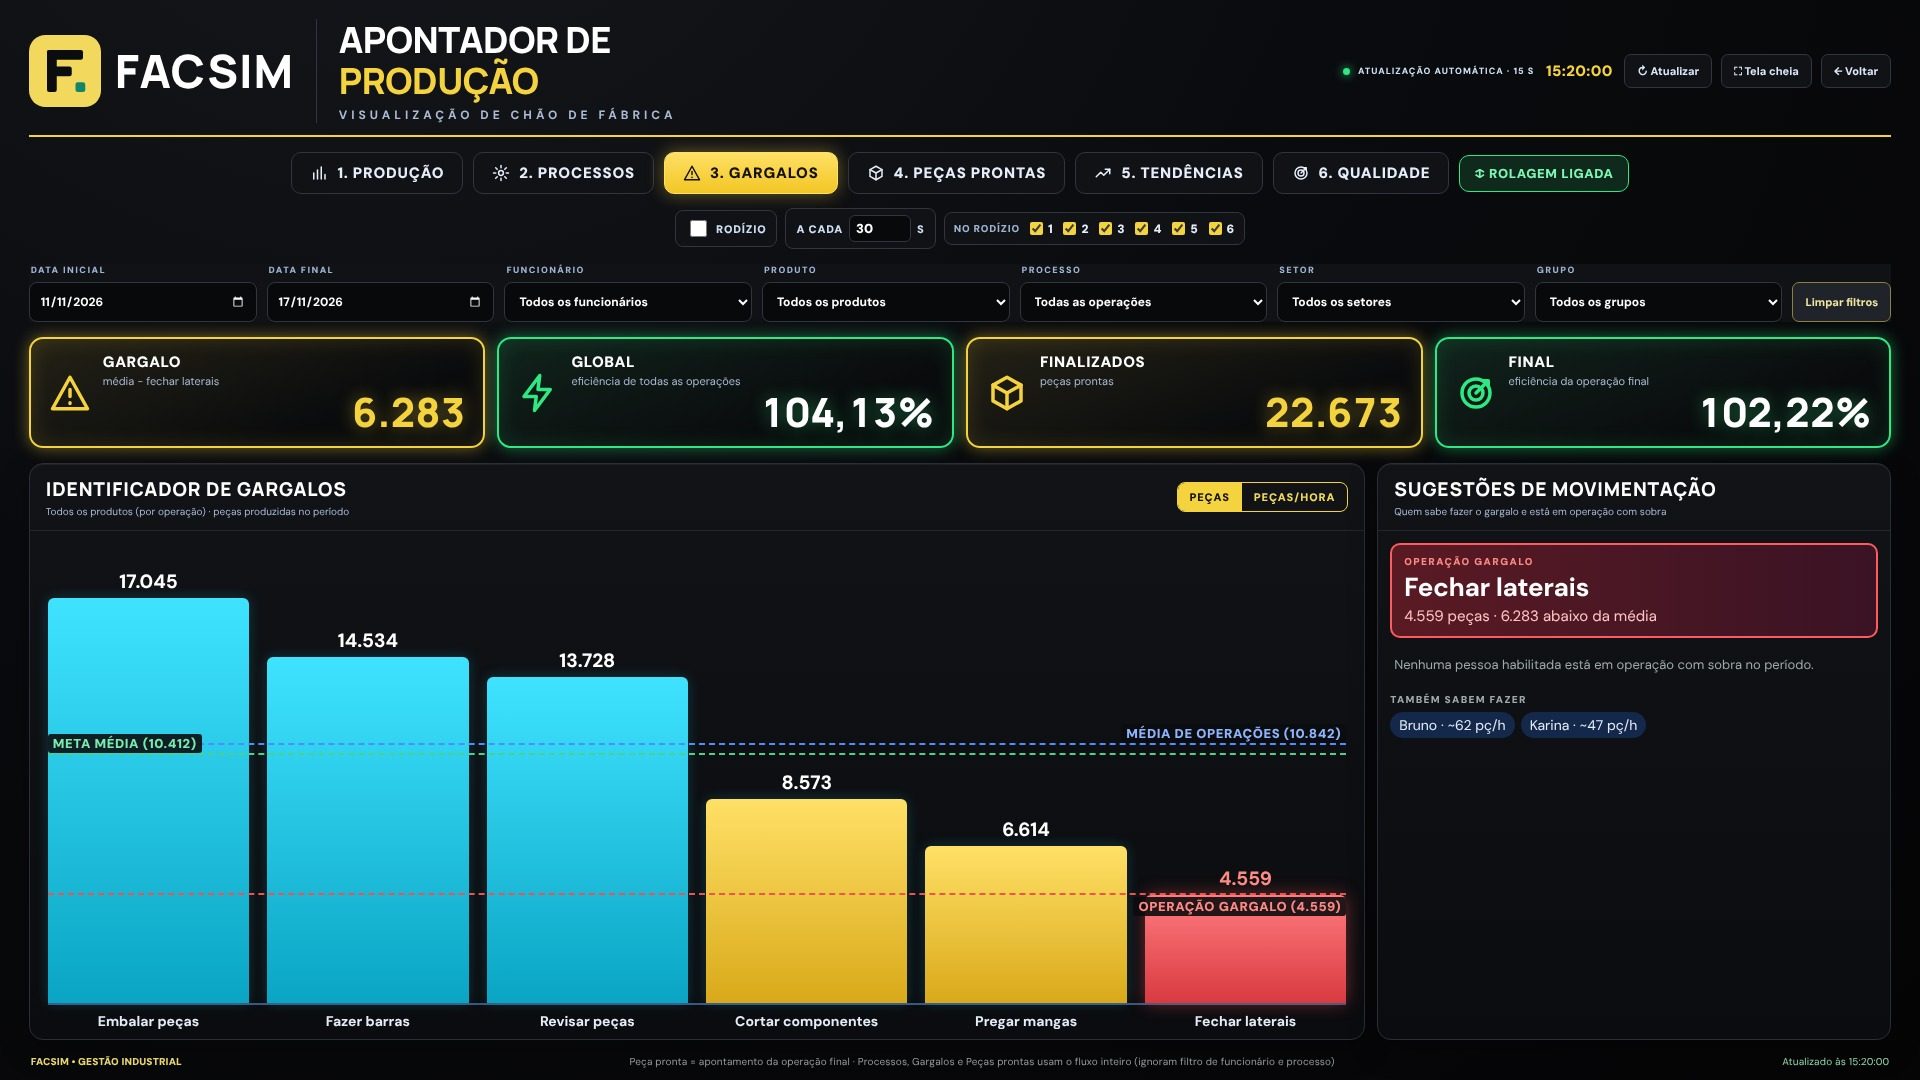 F. FACSIM
APONTADOR DE
PRODUÇÃO
VISUALIZAÇÃO DE CHÃO DE FÁBRICA
ATUALIZAÇÃO AUTOMÁTICA · 15 S
15:20:00
↻ Atualizar
⛶ Tela cheia
← Voltar
1. PRODUÇÃO
2. PROCESSOS
3. GARGALOS
4. PEÇAS PRONTAS
5. TENDÊNCIAS
6. QUALIDADE
ROLAGEM LIGADA
RODÍZIO
A CADA 30 S
NO RODÍZIO 1 2 3 4 5 6
DATA INICIAL
11/11/2026
DATA FINAL
17/11/2026
FUNCIONÁRIO
Todos os funcionários
PRODUTO
Todos os produtos
PROCESSO
Todas as operações
SETOR
Todos os setores
GRUPO
Todos os grupos
Limpar filtros
GARGALO
média - fechar laterais
6.283
GLOBAL
eficiência de todas as operações
104,13%
FINALIZADOS
peças prontas
22.673
FINAL
eficiência da operação final
102,22%
IDENTIFICADOR DE GARGALOS
Todos os produtos (por operação) · peças produzidas no período
PEÇAS
PEÇAS/HORA
17.045
14.534
13.728
8.573
6.614
4.559
META MÉDIA (10.412)
MÉDIA DE OPERAÇÕES (10.842)
OPERAÇÃO GARGALO (4.559)
Embalar peças
Fazer barras
Revisar peças
Cortar componentes
Pregar mangas
Fechar laterais
SUGESTÕES DE MOVIMENTAÇÃO
Quem sabe fazer o gargalo e está em operação com sobra
OPERAÇÃO GARGALO
Fechar laterais
4.559 peças · 6.283 abaixo da média
Nenhuma pessoa habilitada está em operação com sobra no período.
TAMBÉM SABEM FAZER
Bruno · ~62 pç/h
Karina · ~47 pç/h
FACSIM • GESTÃO INDUSTRIAL
Peça pronta = apontamento da operação final · Processos, Gargalos e Peças prontas usam o fluxo inteiro (ignoram filtro de funcionário e processo)
Atualizado às 15:20:00